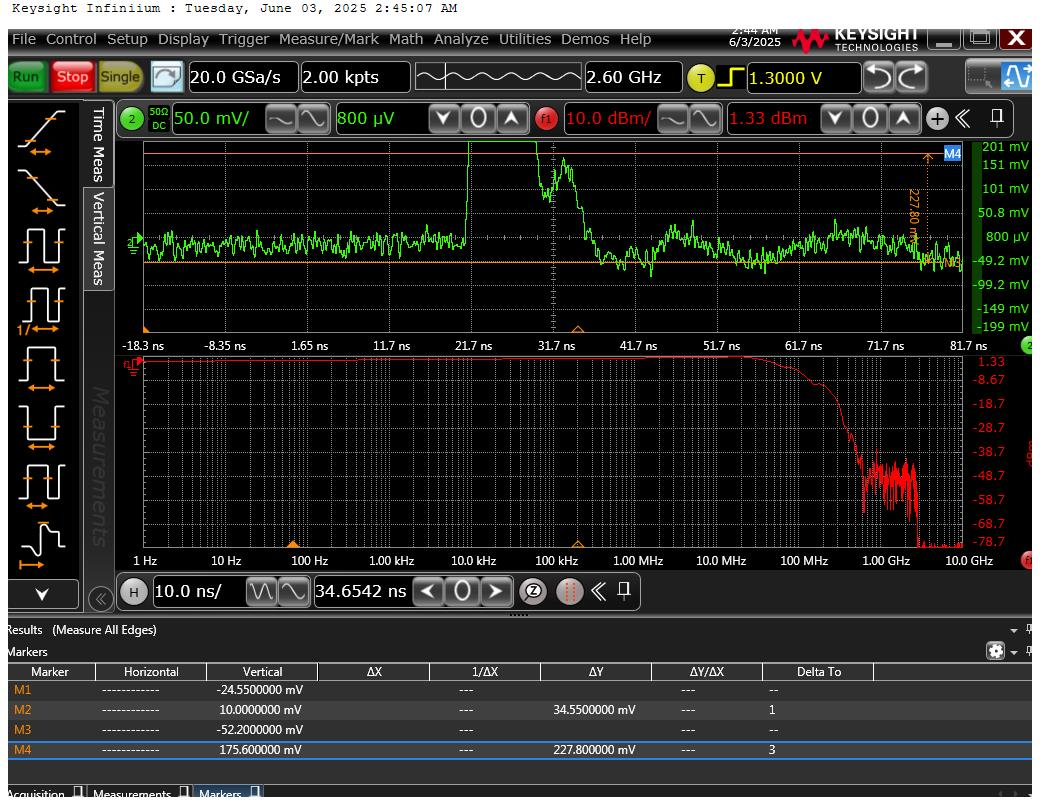 Keysight Infiniium : Tuesday, June 03, 2025 2:45:07 AM
File Control Setup Display Trigger Measure/Mark Math Analyze Utilities Demos Help
2:44 AM
6/3/2025
KEYSIGHT
TECHNOLOGIES
Run Stop Single 20.0 GSa/s 2.00 kpts 2.60 GHz T 1.3000 V
2 50Ω DC 50.0 mV/ 800 µV f1 10.0 dBm/ 1.33 dBm
Time Meas
Vertical Meas
Measurements
1/
M4
227.80
201 mV
151 mV
101 mV
50.8 mV
800 µV
-49.2 mV
-99.2 mV
-149 mV
-199 mV
-18.3 ns -8.35 ns 1.65 ns 11.7 ns 21.7 ns 31.7 ns 41.7 ns 51.7 ns 61.7 ns 71.7 ns 81.7 ns
2
f1
1.33
-8.67
-18.7
-28.7
-38.7
-48.7
-58.7
-68.7
-78.7
dBm
1 Hz 10 Hz 100 Hz 1.00 kHz 10.0 kHz 100 kHz 1.00 MHz 10.0 MHz 100 MHz 1.00 GHz 10.0 GHz
H 10.0 ns/ 34.6542 ns
Results (Measure All Edges)
Markers
Marker Horizontal Vertical ΔX 1/ΔX ΔY ΔY/ΔX Delta To
M1 ------------ -24.5500000 mV --- --- --
M2 ------------ 10.0000000 mV --- 34.5500000 mV --- 1
M3 ------------ -52.2000000 mV --- --- --
M4 ------------ 175.600000 mV --- 227.800000 mV --- 3
Acquisition Measurements Markers